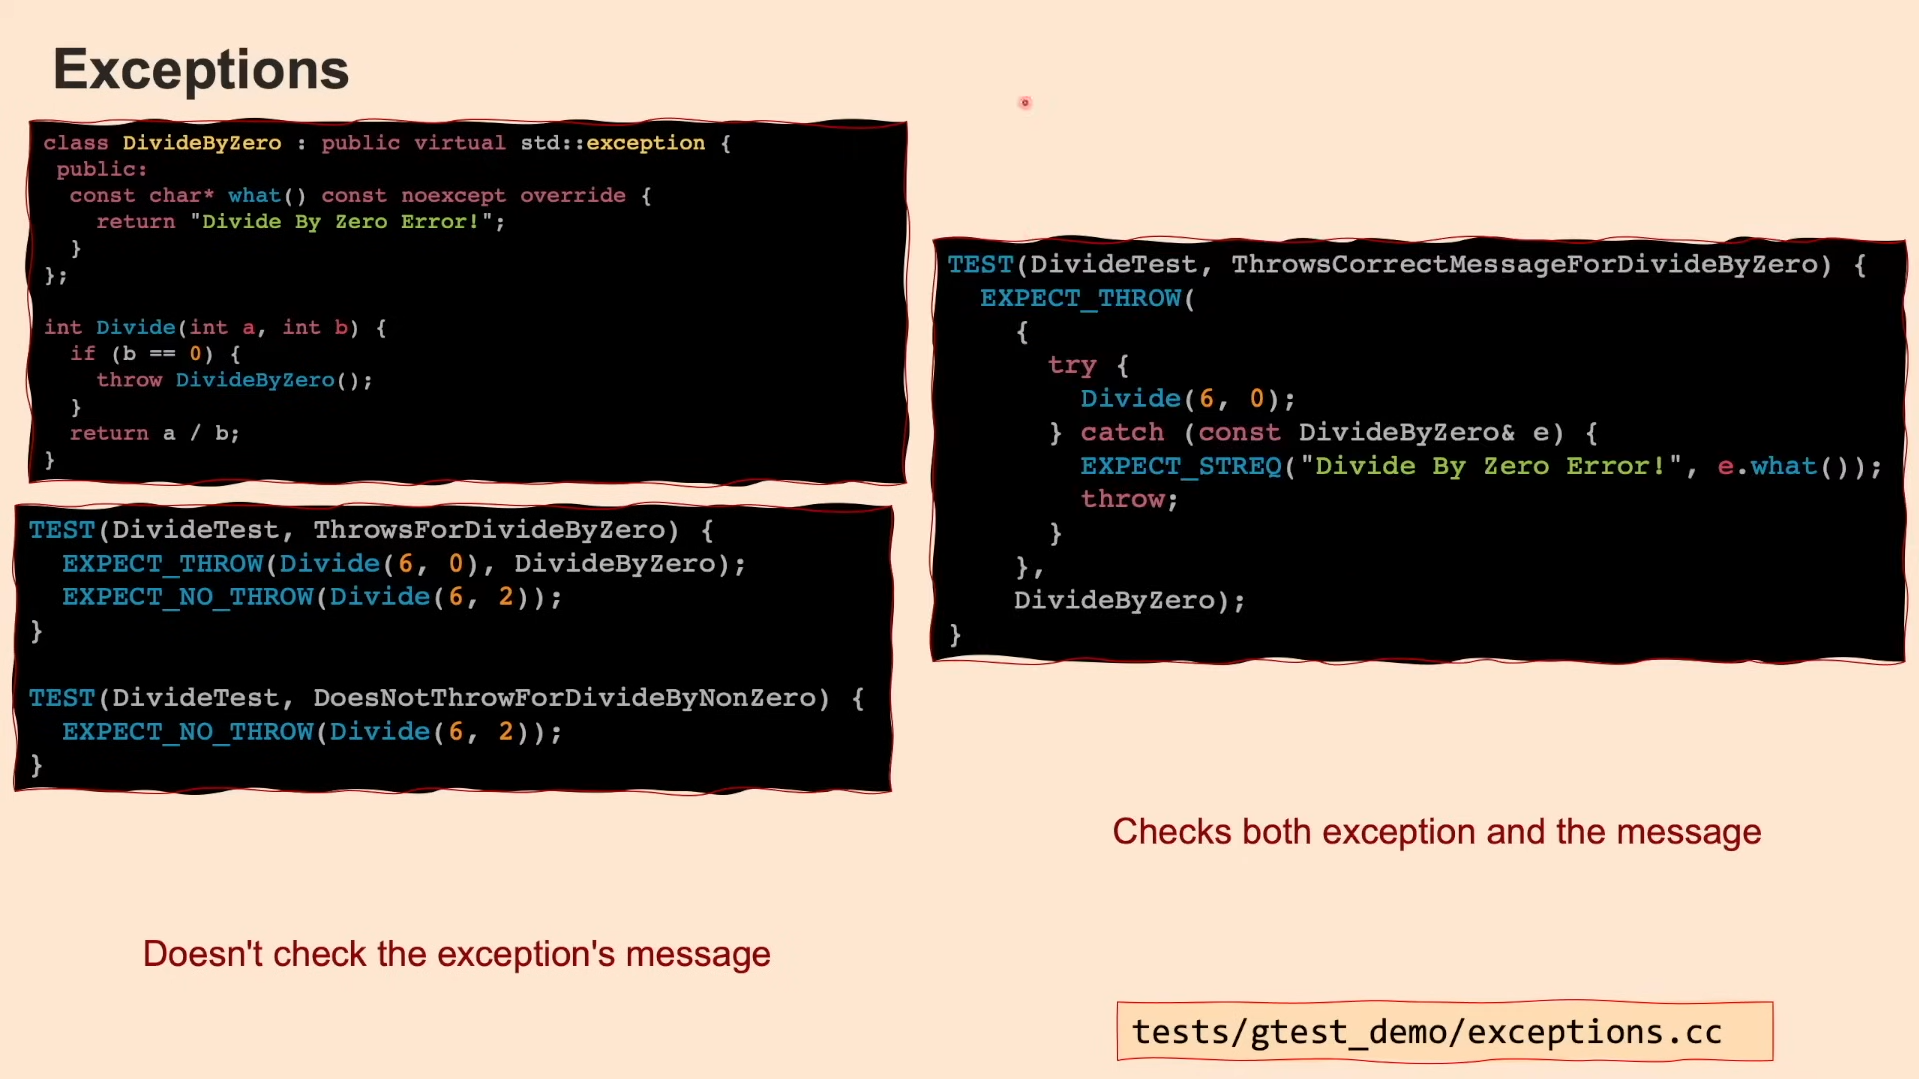 Exceptions
class DivideByZero : public virtual std::exception {
 public:
  const char* what() const noexcept override {
    return "Divide By Zero Error!";
  }
};

int Divide(int a, int b) {
  if (b == 0) {
    throw DivideByZero();
  }
  return a / b;
}
TEST(DivideTest, ThrowsForDivideByZero) {
  EXPECT_THROW(Divide(6, 0), DivideByZero);
  EXPECT_NO_THROW(Divide(6, 2));
}

TEST(DivideTest, DoesNotThrowForDivideByNonZero) {
  EXPECT_NO_THROW(Divide(6, 2));
}
Doesn't check the exception's message
TEST(DivideTest, ThrowsCorrectMessageForDivideByZero) {
  EXPECT_THROW(
    {
      try {
        Divide(6, 0);
      } catch (const DivideByZero& e) {
        EXPECT_STREQ("Divide By Zero Error!", e.what());
        throw;
      }
    },
    DivideByZero);
}
Checks both exception and the message
tests/gtest_demo/exceptions.cc